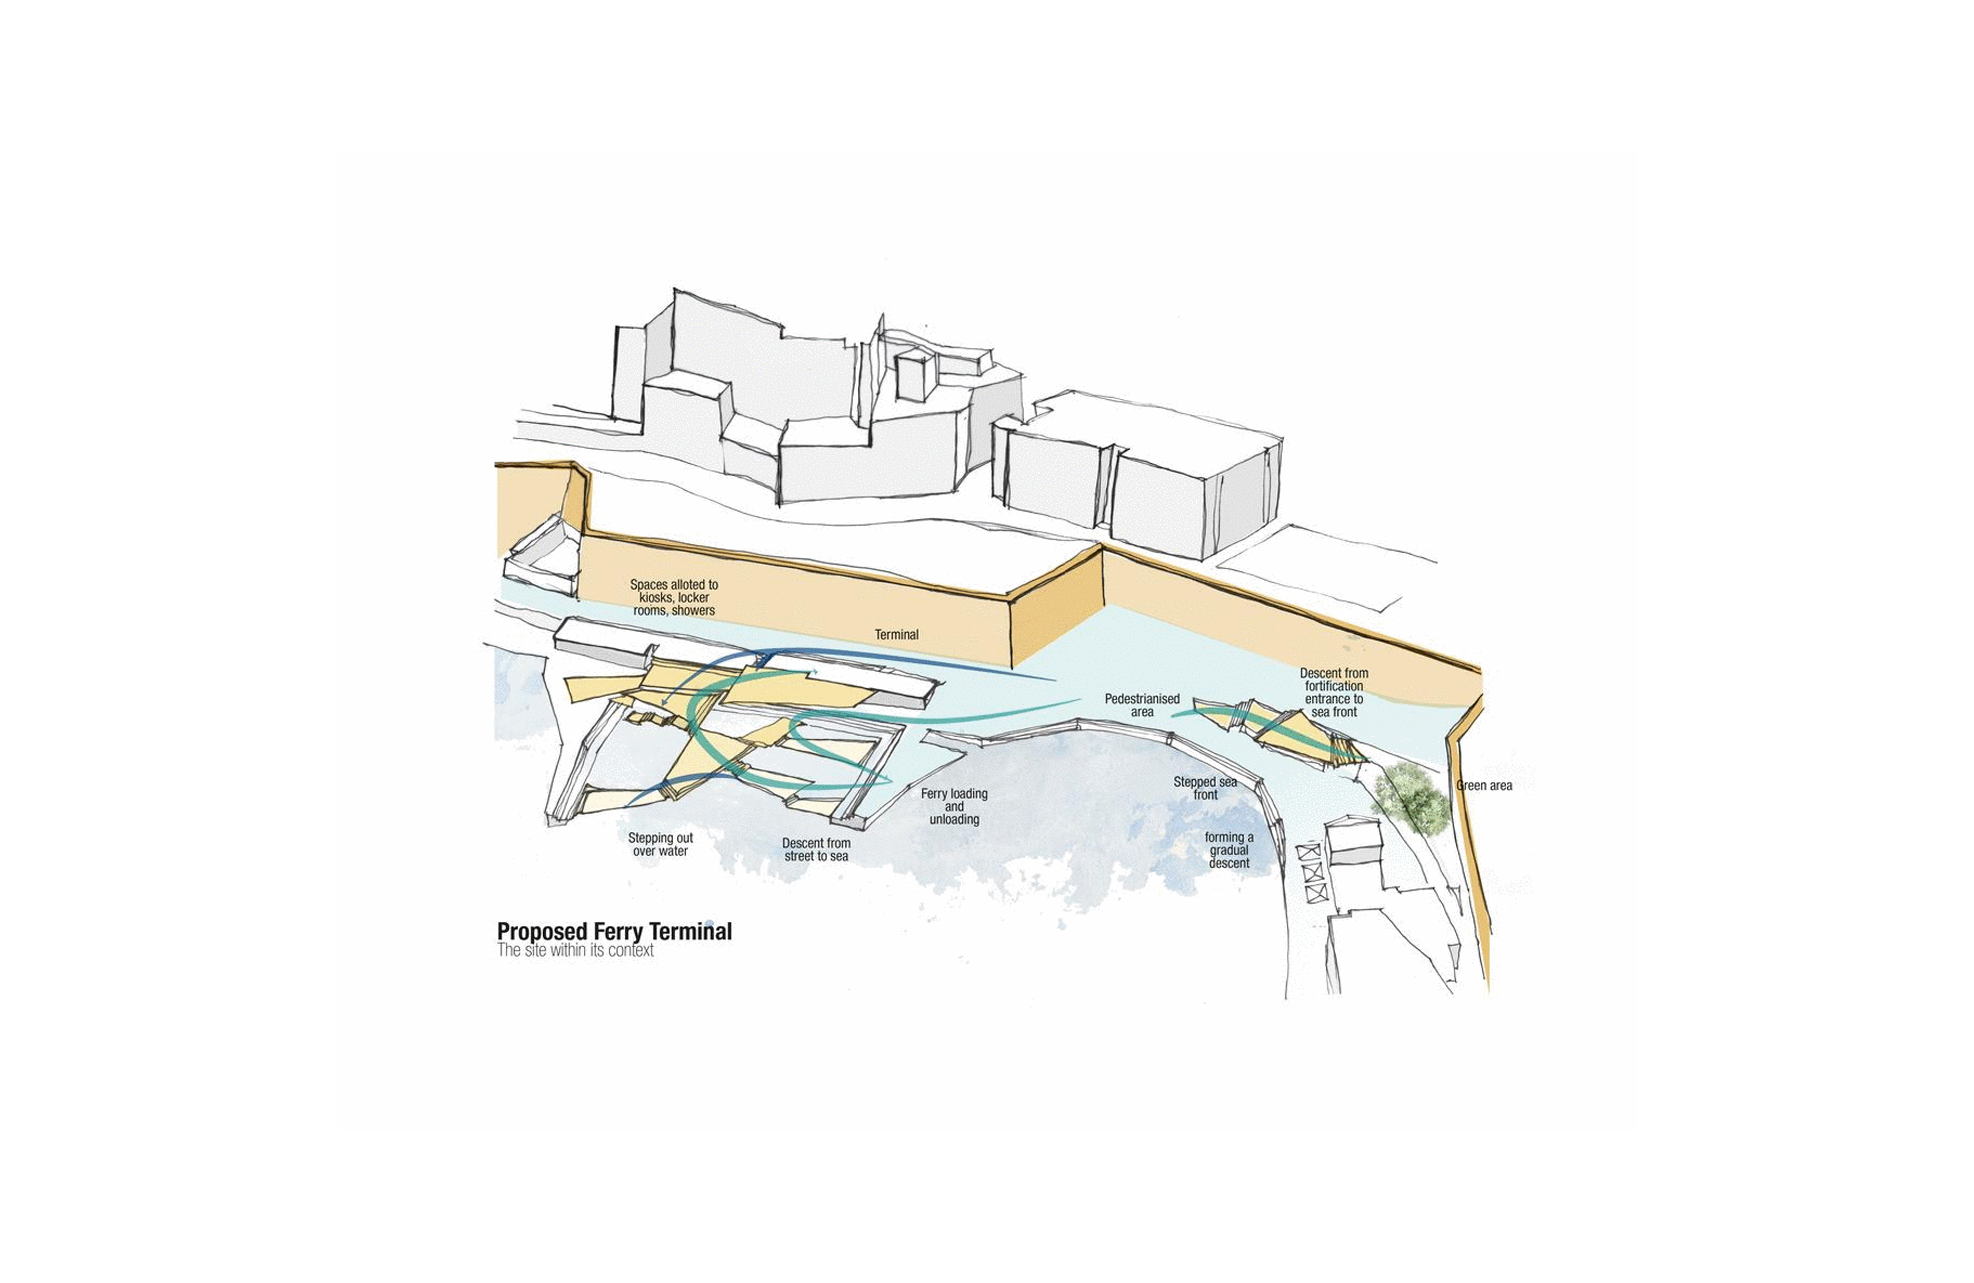 Spaces alloted to
kiosks, locker
rooms, showers
Terminal
Descent from
fortification
entrance to
sea front
Pedestrianised
area
Stepped sea
front
Green area
Ferry loading
and
unloading
Stepping out
over water
Descent from
street to sea
forming a
gradual
descent
Proposed Ferry Terminal
The site within its context